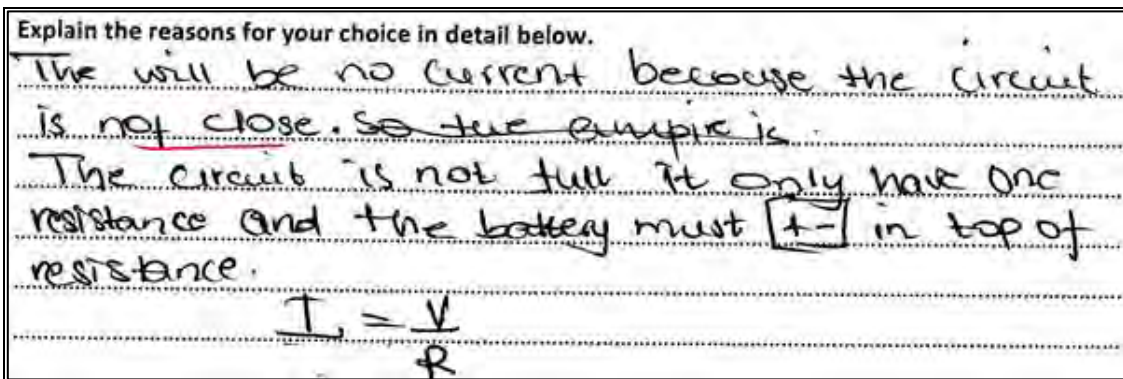 Explain the reasons for your choice in detail below.
The will be no current because the circuit
is not close. So the ampire is
The circuit is not full it only have one
resistance and the battery must [+-] in top of
resistance.
I = V
R